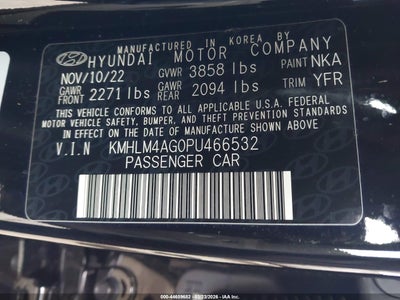 MANUFACTURED IN KOREA BY
HYUNDAI MOTOR COMPANY
NOV/10/22 GVWR 3858 lbs PAINT NKA
GAWR FRONT 2271 lbs GAWR REAR 2094 lbs TRIM YFR
THIS VEHICLE CONFORMS TO ALL APPLICABLE U.S.A. FEDERAL
MOTOR VEHICLE SAFETY, BUMPER, AND THEFT PREVENTION STANDARDS
IN EFFECT ON THE DATE OF MANUFACTURE SHOWN ABOVE.
V.I.N KMHLM4AG0PU466532
PASSENGER CAR